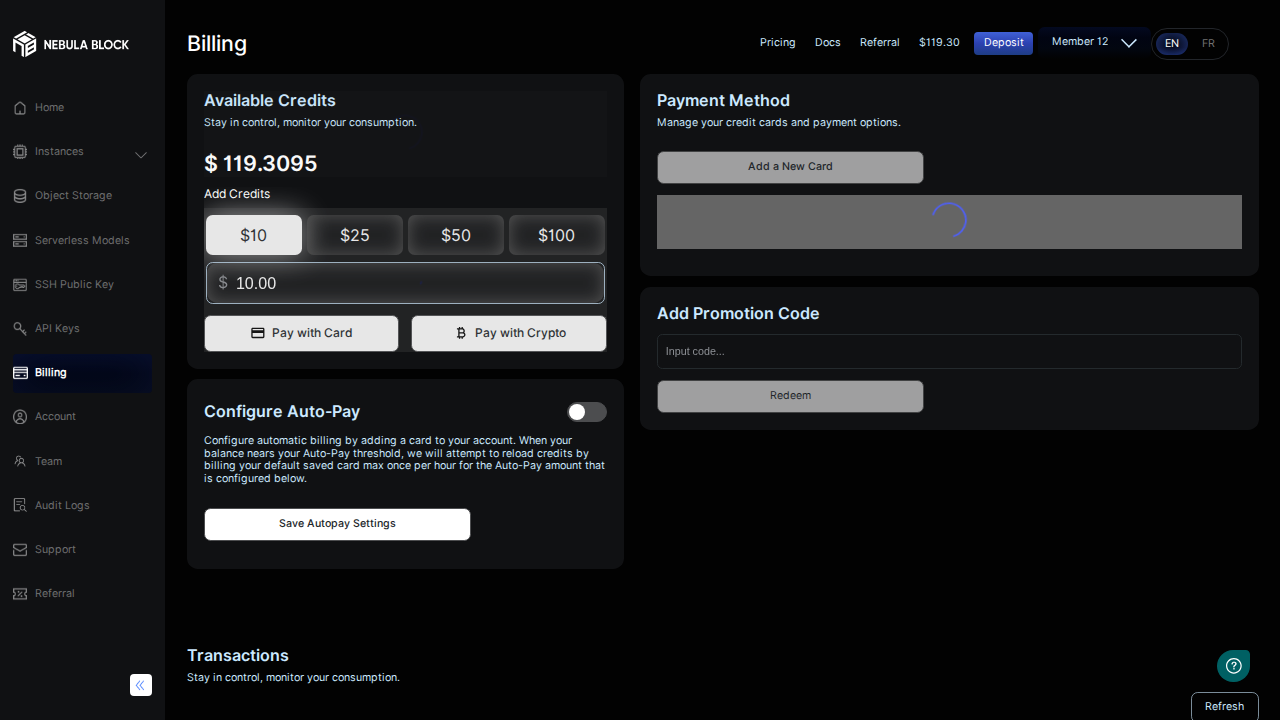 NEBULA BLOCK
Home
Instances
Object Storage
Serverless Models
SSH Public Key
API Keys
Billing
Account
Team
Audit Logs
Support
Referral
Billing
Pricing
Docs
Referral
$119.30
Deposit
Member 12
EN
FR
Available Credits
Stay in control, monitor your consumption.
$ 119.3095
Add Credits
$10
$25
$50
$100
$ 10.00
Pay with Card
Pay with Crypto
Configure Auto-Pay
Configure automatic billing by adding a card to your account. When your
balance nears your Auto-Pay threshold, we will attempt to reload credits by
billing your default saved card max once per hour for the Auto-Pay amount that
is configured below.
Save Autopay Settings
Payment Method
Manage your credit cards and payment options.
Add a New Card
Add Promotion Code
Input code...
Redeem
Transactions
Stay in control, monitor your consumption.
Refresh